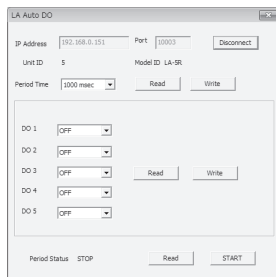 LA Auto DO
IP Address 192.168.0.151 Port 10003 Disconnect
Unit ID 5 Model ID LA-5R
Period Time 1000 msec Read Write
DO 1 OFF
DO 2 OFF
DO 3 OFF Read Write
DO 4 OFF
DO 5 OFF
Period Status STOP Read START